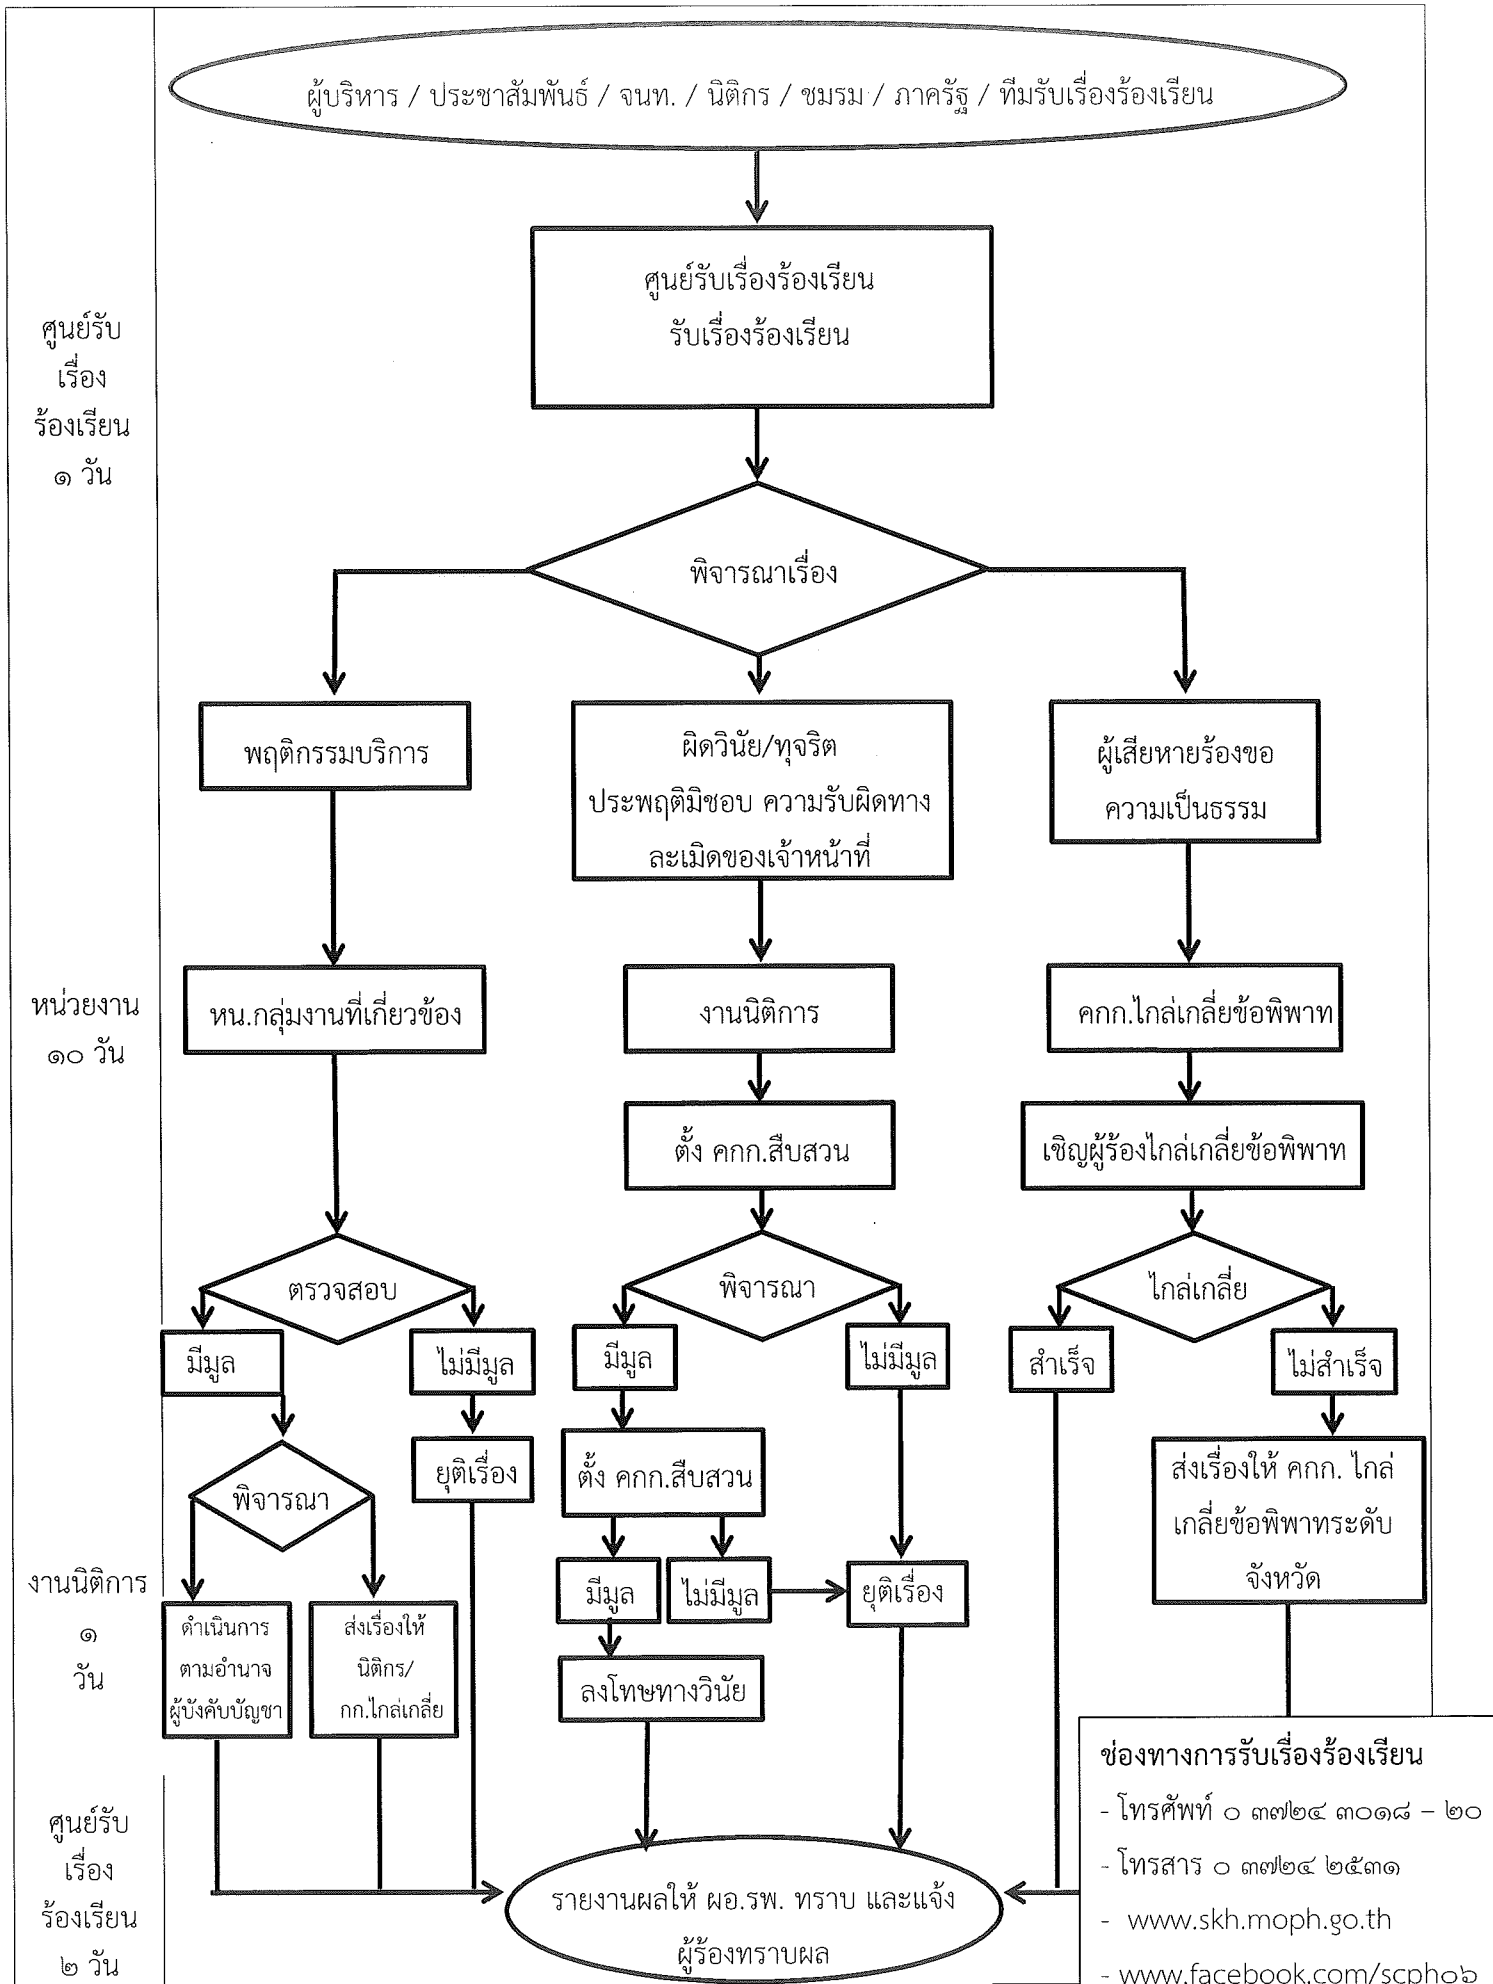 ผู้บริหาร / ประชาสัมพันธ์ / จนท. / นิติกร / ชมรม / ภาครัฐ / ทีมรับเรื่องร้องเรียน
ศูนย์รับเรื่องร้องเรียน
รับเรื่องร้องเรียน
ศูนย์รับ
เรื่อง
ร้องเรียน
๑ วัน
พิจารณาเรื่อง
พฤติกรรมบริการ
ผิดวินัย/ทุจริต
ประพฤติมิชอบ ความรับผิดทาง
ละเมิดของเจ้าหน้าที่
ผู้เสียหายร้องขอ
ความเป็นธรรม
หน่วยงาน
๑๐ วัน
หน.กลุ่มงานที่เกี่ยวข้อง
งานนิติการ
คกก.ไกล่เกลี่ยข้อพิพาท
ตั้ง คกก.สืบสวน
เชิญผู้ร้องไกล่เกลี่ยข้อพิพาท
ตรวจสอบ
พิจารณา
ไกล่เกลี่ย
มีมูล
ไม่มีมูล
มีมูล
ไม่มีมูล
สำเร็จ
ไม่สำเร็จ
พิจารณา
ยุติเรื่อง
ตั้ง คกก.สืบสวน
ส่งเรื่องให้ คกก. ไกล่
เกลี่ยข้อพิพาทระดับ
จังหวัด
งานนิติการ
๑
วัน
มีมูล
ไม่มีมูล
ยุติเรื่อง
ดำเนินการ
ตามอำนาจ
ผู้บังคับบัญชา
ส่งเรื่องให้
นิติกร/
กก.ไกล่เกลี่ย
ลงโทษทางวินัย
ศูนย์รับ
เรื่อง
ร้องเรียน
๒ วัน
รายงานผลให้ ผอ.รพ. ทราบ และแจ้ง
ผู้ร้องทราบผล
ช่องทางการรับเรื่องร้องเรียน
- โทรศัพท์ ๐ ๓๗๒๔ ๓๐๑๘ – ๒๐
- โทรสาร ๐ ๓๗๒๔ ๒๕๓๑
- www.skh.moph.go.th
- www.facebook.com/scph๐๖